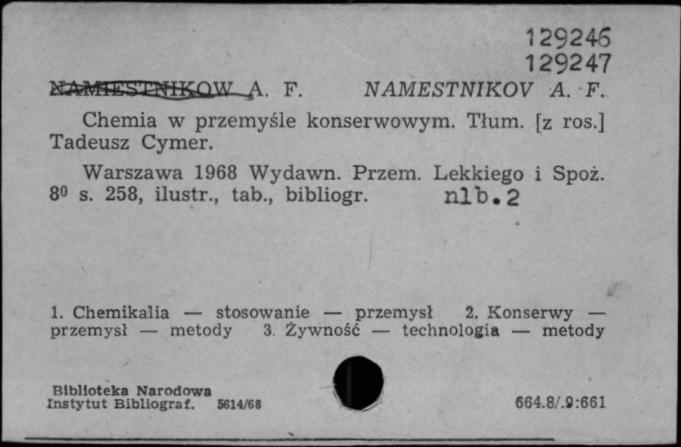 129246
129247
NAMIESTNIKOW A. F. NAMESTNIKOV A. F.
Chemia w przemyśle konserwowym. Tłum. [z ros.]
Tadeusz Cymer.
Warszawa 1968 Wydawn. Przem. Lekkiego i Spoż.
8⁰ s. 258, ilustr., tab., bibliogr. nlb.2
1. Chemikalia — stosowanie — przemysł 2. Konserwy —
przemysł — metody 3. Żywność — technologia — metody
Biblioteka Narodowa
Instytut Bibliograf. 5614/68
664.8/.9:661